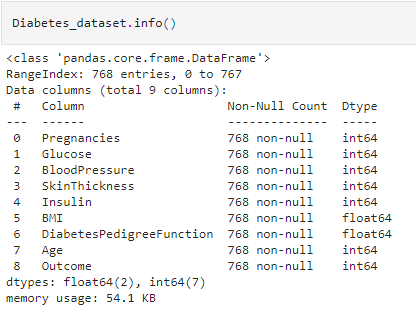 Diabetes_dataset.info()
<class 'pandas.core.frame.DataFrame'>
RangeIndex: 768 entries, 0 to 767
Data columns (total 9 columns):
 #   Column                    Non-Null Count  Dtype
---  ------                    --------------  -----
 0   Pregnancies               768 non-null    int64
 1   Glucose                   768 non-null    int64
 2   BloodPressure             768 non-null    int64
 3   SkinThickness             768 non-null    int64
 4   Insulin                   768 non-null    int64
 5   BMI                       768 non-null    float64
 6   DiabetesPedigreeFunction  768 non-null    float64
 7   Age                       768 non-null    int64
 8   Outcome                   768 non-null    int64
dtypes: float64(2), int64(7)
memory usage: 54.1 KB